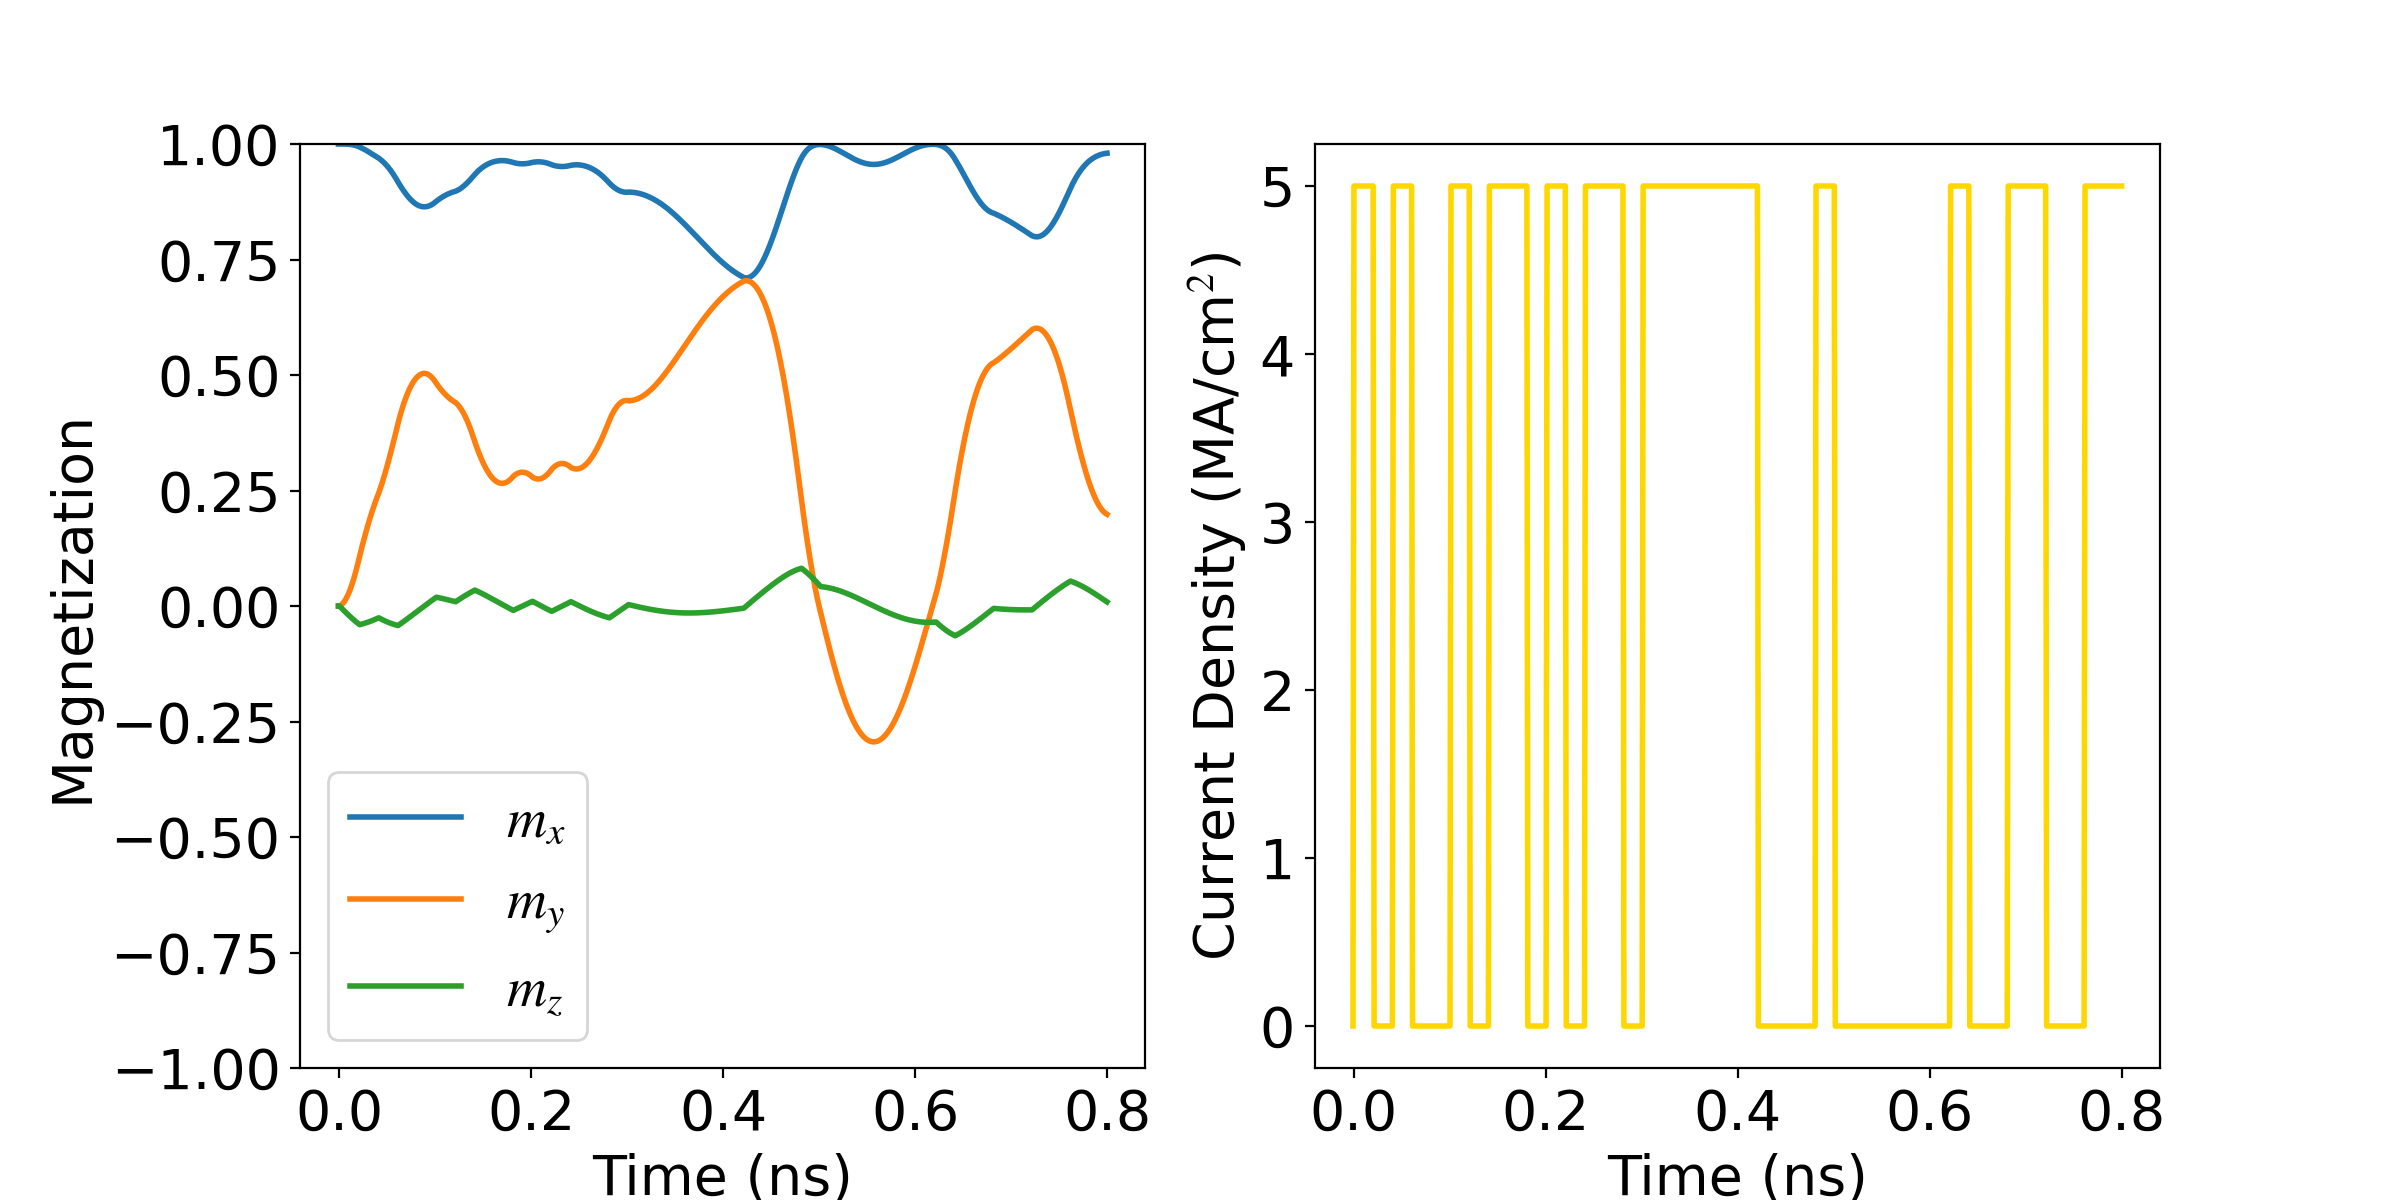 1.00
0.75
0.50
0.25
0.00
−0.25
−0.50
−0.75
−1.00
Magnetization
m_x
m_y
m_z
0.0 0.2 0.4 0.6 0.8
Time (ns)
5
4
3
2
1
0
Current Density (MA/cm²)
0.0 0.2 0.4 0.6 0.8
Time (ns)